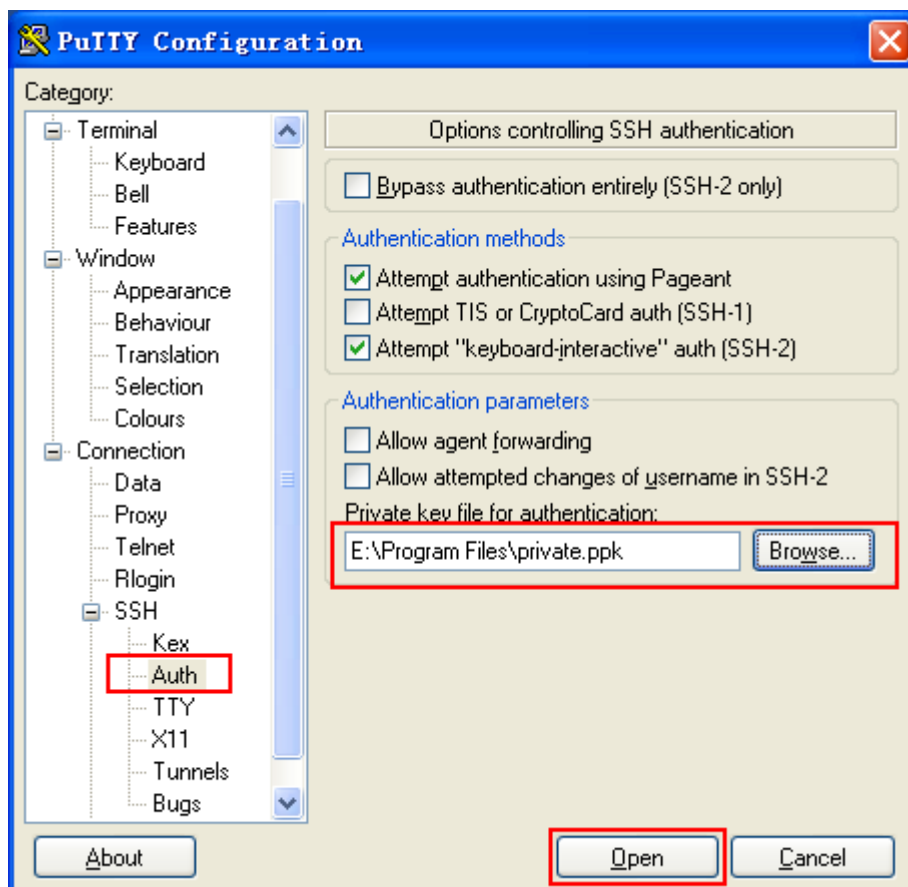 PuTTY Configuration
Category:
Terminal
Keyboard
Bell
Features
Window
Appearance
Behaviour
Translation
Selection
Colours
Connection
Data
Proxy
Telnet
Rlogin
SSH
Kex
Auth
TTY
X11
Tunnels
Bugs
Options controlling SSH authentication
Bypass authentication entirely (SSH-2 only)
Authentication methods
Attempt authentication using Pageant
Attempt TIS or CryptoCard auth (SSH-1)
Attempt "keyboard-interactive" auth (SSH-2)
Authentication parameters
Allow agent forwarding
Allow attempted changes of username in SSH-2
Private key file for authentication:
E:\Program Files\private.ppk
Browse...
About
Open
Cancel